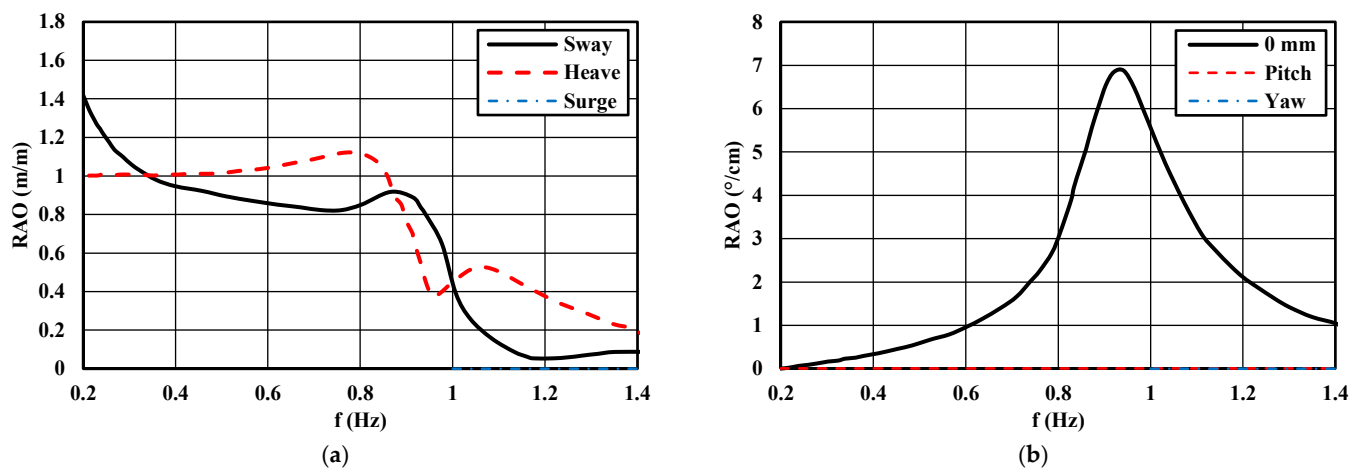 RAO (m/m)
1.8
1.6
1.4
1.2
1
0.8
0.6
0.4
0.2
0
0.2 0.4 0.6 0.8 1 1.2 1.4
f (Hz)
Sway
Heave
Surge
(a)
RAO (°/cm)
8
7
6
5
4
3
2
1
0
0.2 0.4 0.6 0.8 1 1.2 1.4
f (Hz)
0 mm
Pitch
Yaw
(b)